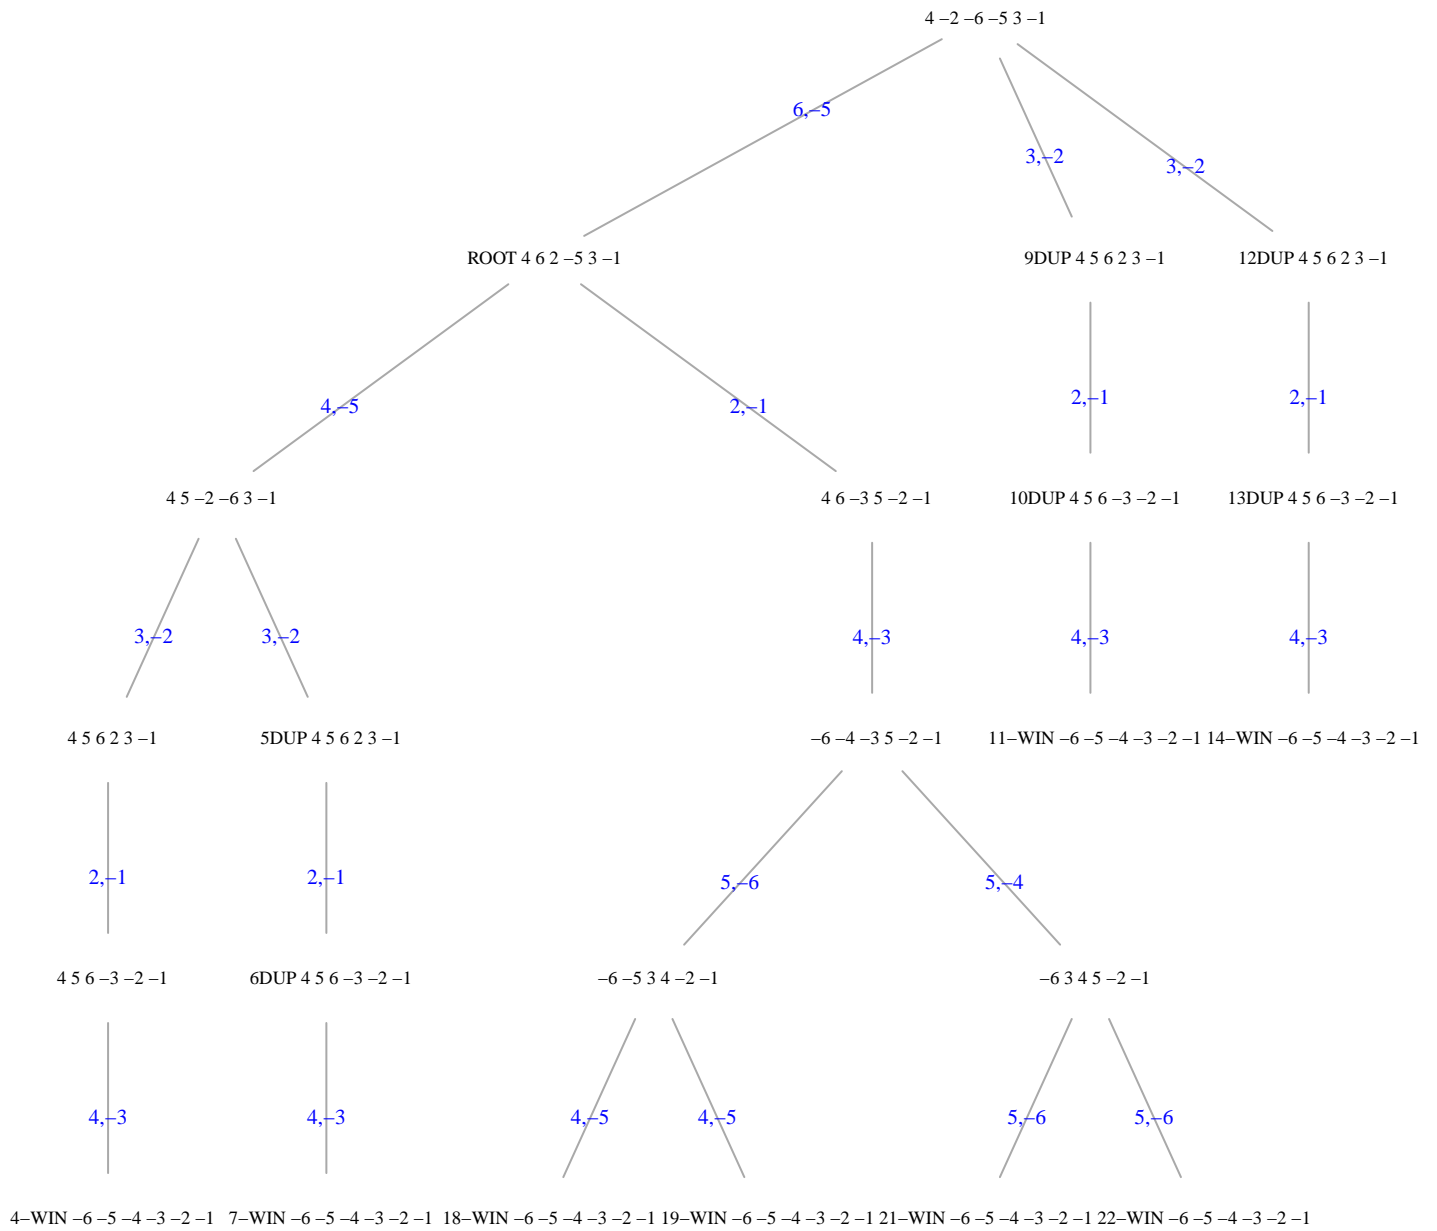 4 –2 –6 –5 3 –1
6,–5
3,–2
3,–2
ROOT 4 6 2 –5 3 –1
9DUP 4 5 6 2 3 –1
12DUP 4 5 6 2 3 –1
4,–5
2,–1
2,–1
2,–1
4 5 –2 –6 3 –1
4 6 –3 5 –2 –1
10DUP 4 5 6 –3 –2 –1
13DUP 4 5 6 –3 –2 –1
3,–2
3,–2
4,–3
4,–3
4,–3
4 5 6 2 3 –1
5DUP 4 5 6 2 3 –1
–6 –4 –3 5 –2 –1
11–WIN –6 –5 –4 –3 –2 –1
14–WIN –6 –5 –4 –3 –2 –1
2,–1
2,–1
5,–6
5,–4
4 5 6 –3 –2 –1
6DUP 4 5 6 –3 –2 –1
–6 –5 3 4 –2 –1
–6 3 4 5 –2 –1
4,–3
4,–3
4,–5
4,–5
5,–6
5,–6
4–WIN –6 –5 –4 –3 –2 –1
7–WIN –6 –5 –4 –3 –2 –1
18–WIN –6 –5 –4 –3 –2 –1
19–WIN –6 –5 –4 –3 –2 –1
21–WIN –6 –5 –4 –3 –2 –1
22–WIN –6 –5 –4 –3 –2 –1